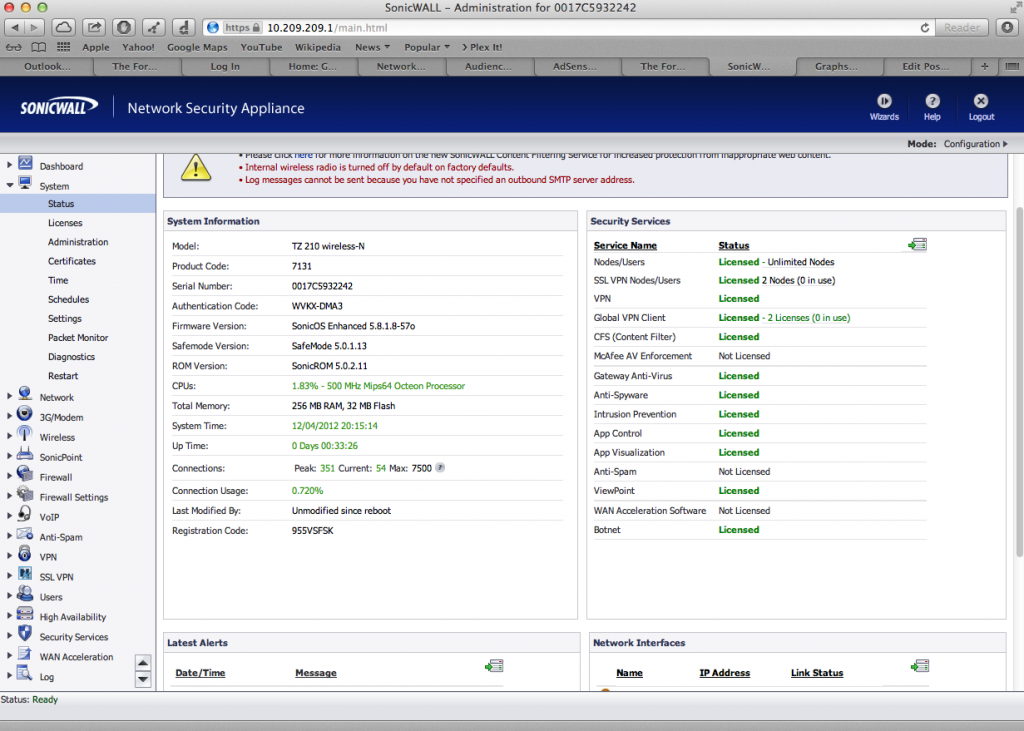 SonicWALL - Administration for 0017C5932242
https 10.209.209.1/main.html Reader
Apple Yahoo! Google Maps YouTube Wikipedia News Popular > Plex It!
Outlook... The For... Log In Home: G... Network... Audienc... AdSens... The For... SonicW... Graphs... Edit Pos... +
SONICWALL Network Security Appliance
Wizards Help Logout
Mode: Configuration
Dashboard
System
Status
Licenses
Administration
Certificates
Time
Schedules
Settings
Packet Monitor
Diagnostics
Restart
Network
3G/Modem
Wireless
SonicPoint
Firewall
Firewall Settings
VoIP
Anti-Spam
VPN
SSL VPN
Users
High Availability
Security Services
WAN Acceleration
Log
• Please click here for more information on the new SonicWALL Content Filtering Service for increased protection from inappropriate web content.
• Internal wireless radio is turned off by default on factory defaults.
• Log messages cannot be sent because you have not specified an outbound SMTP server address.
System Information
Model: TZ 210 wireless-N
Product Code: 7131
Serial Number: 0017C5932242
Authentication Code: WVKX-DMA3
Firmware Version: SonicOS Enhanced 5.8.1.8-57o
Safemode Version: SafeMode 5.0.1.13
ROM Version: SonicROM 5.0.2.11
CPUs: 1.83% - 500 MHz Mips64 Octeon Processor
Total Memory: 256 MB RAM, 32 MB Flash
System Time: 12/04/2012 20:15:14
Up Time: 0 Days 00:33:26
Connections: Peak: 351 Current: 54 Max: 7500
Connection Usage: 0.720%
Last Modified By: Unmodified since reboot
Registration Code: 955VSFSK
Security Services
Service Name Status
Nodes/Users Licensed - Unlimited Nodes
SSL VPN Nodes/Users Licensed 2 Nodes (0 in use)
VPN Licensed
Global VPN Client Licensed - 2 Licenses (0 in use)
CFS (Content Filter) Licensed
McAfee AV Enforcement Not Licensed
Gateway Anti-Virus Licensed
Anti-Spyware Licensed
Intrusion Prevention Licensed
App Control Licensed
App Visualization Licensed
Anti-Spam Not Licensed
ViewPoint Licensed
WAN Acceleration Software Not Licensed
Botnet Licensed
Latest Alerts
Date/Time Message
Network Interfaces
Name IP Address Link Status
Status: Ready